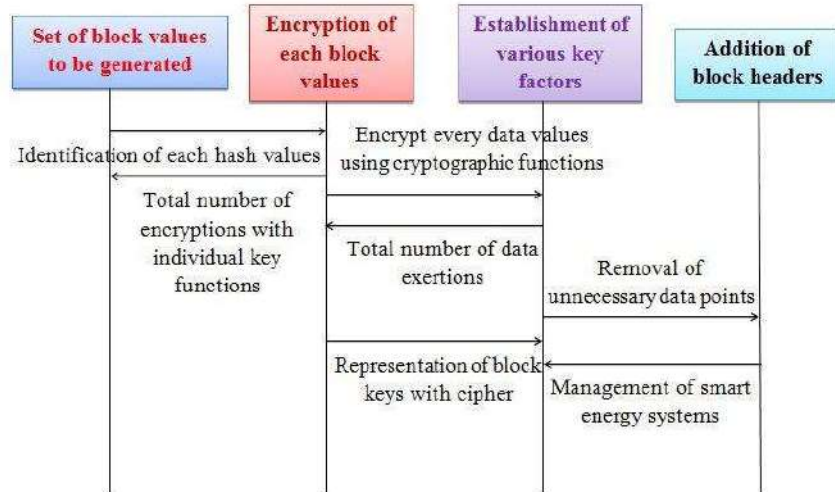 Set of block values
to be generated
Encryption of
each block
values
Establishment of
various key
factors
Addition of
block headers
Identification of each hash values
Encrypt every data values
using cryptographic functions
Total number of
encryptions with
individual key
functions
Total number of data
exertions
Removal of
unnecessary data points
Representation of block
keys with cipher
Management of smart
energy systems